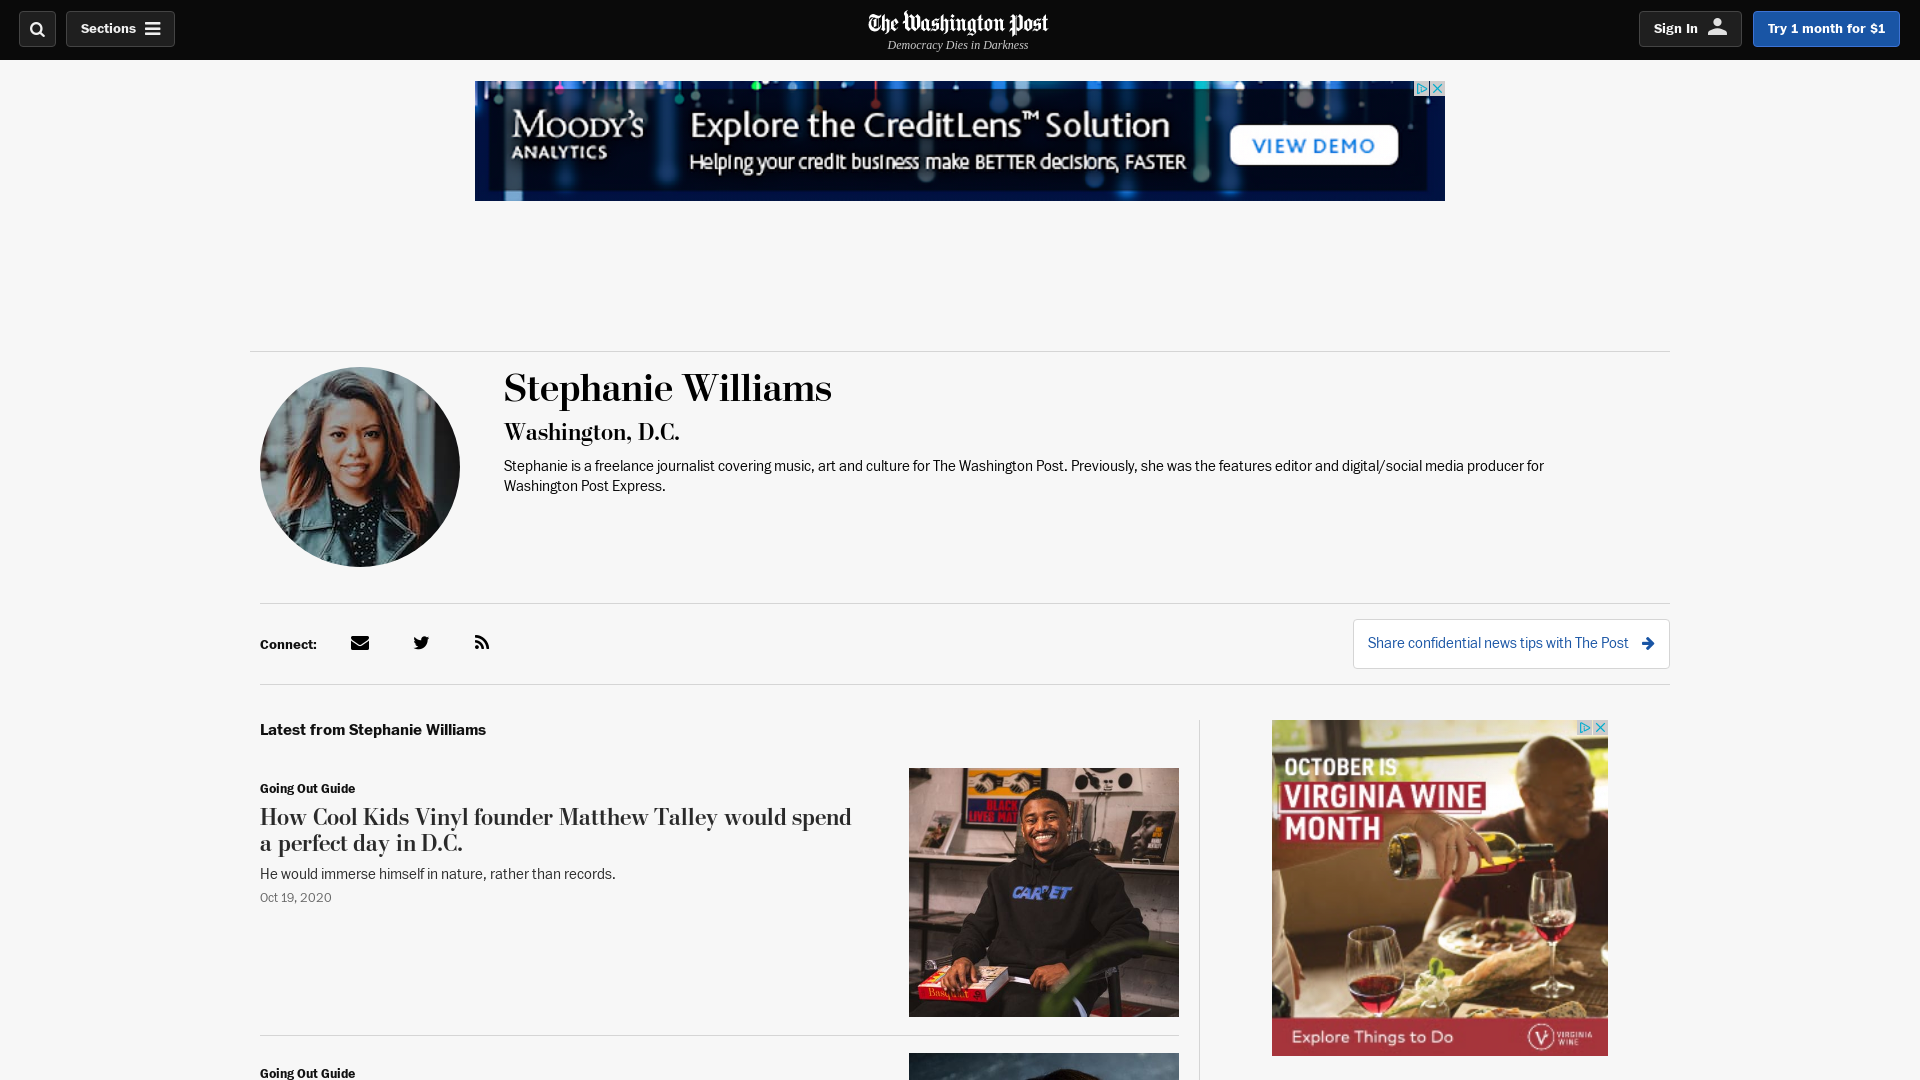 Sections
The Washington Post
Democracy Dies in Darkness
Sign In
Try 1 month for $1
MOODY'S
ANALYTICS
Explore the CreditLens™ Solution
Helping your credit business make BETTER decisions, FASTER
VIEW DEMO
Stephanie Williams
Washington, D.C.
Stephanie is a freelance journalist covering music, art and culture for The Washington Post. Previously, she was the features editor and digital/social media producer for
Washington Post Express.
Connect:
Share confidential news tips with The Post
Latest from Stephanie Williams
Going Out Guide
How Cool Kids Vinyl founder Matthew Talley would spend
a perfect day in D.C.
He would immerse himself in nature, rather than records.
Oct 19, 2020
BLACK
LIVES MAT
CARPET
Basquiat
OCTOBER IS
VIRGINIA WINE
MONTH
Explore Things to Do
VIRGINIA
WINE
Going Out Guide